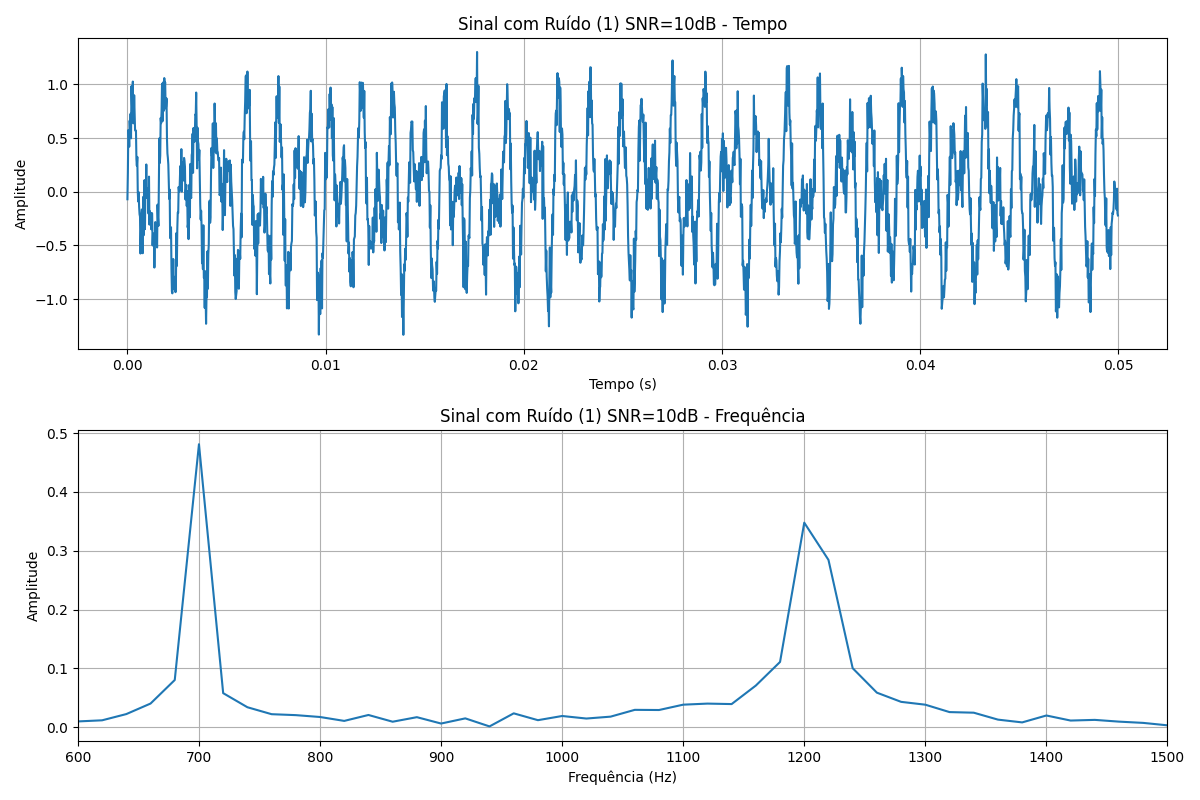 Sinal com Ruído (1) SNR=10dB - Tempo
1.0
0.5
0.0
−0.5
−1.0
Amplitude
0.00 0.01 0.02 0.03 0.04 0.05
Tempo (s)
Sinal com Ruído (1) SNR=10dB - Frequência
0.5
0.4
0.3
0.2
0.1
0.0
Amplitude
600 700 800 900 1000 1100 1200 1300 1400 1500
Frequência (Hz)